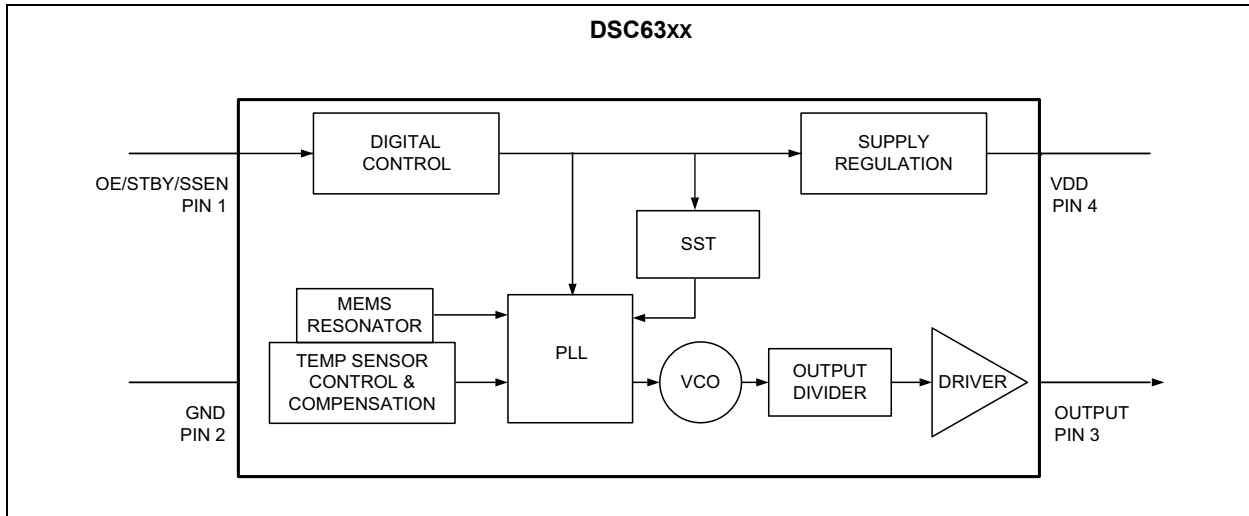 DSC63xx
DIGITAL
CONTROL
SUPPLY
REGULATION
OE/STBY/SSEN
PIN 1
VDD
PIN 4
SST
MEMS
RESONATOR
TEMP SENSOR
CONTROL &
COMPENSATION
PLL
VCO
OUTPUT
DIVIDER
DRIVER
GND
PIN 2
OUTPUT
PIN 3